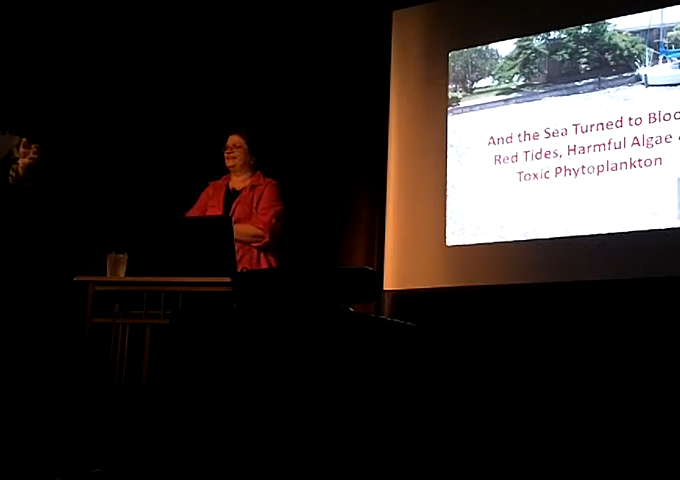 And the Sea Turned to Bloo
Red Tides, Harmful Algae
Toxic Phytoplankton